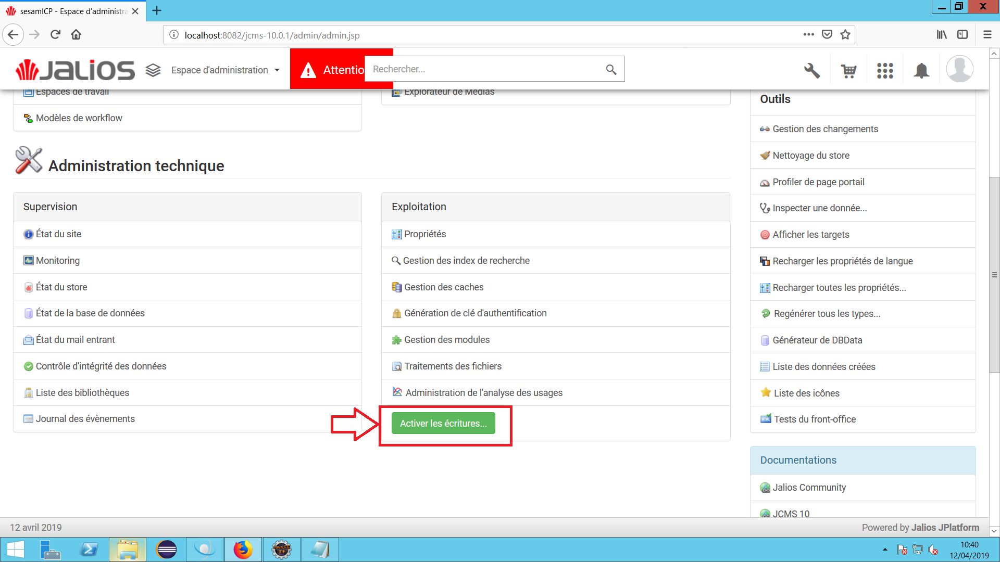 sesamICP - Espace d'administra
localhost:8082/jcms-10.0.1/admin/admin.jsp
JALIOS
Espace d'administration
Attentio
Rechercher...
Espaces de travail
Modèles de workflow
Explorateur de Médias
Administration technique
Supervision
État du site
Monitoring
État du store
État de la base de données
État du mail entrant
Contrôle d'intégrité des données
Liste des bibliothèques
Journal des évènements
Exploitation
Propriétés
Gestion des index de recherche
Gestion des caches
Génération de clé d'authentification
Gestion des modules
Traitements des fichiers
Administration de l'analyse des usages
Activer les écritures...
Outils
Gestion des changements
Nettoyage du store
Profiler de page portail
Inspecter une donnée...
Afficher les targets
Recharger les propriétés de langue
Recharger toutes les propriétés...
Regénérer tous les types...
Générateur de DBData
Liste des données créées
Liste des icônes
Tests du front-office
Documentations
Jalios Community
JCMS 10
12 avril 2019
Powered by Jalios JPlatform
Java EE
IDE
10:40
12/04/2019